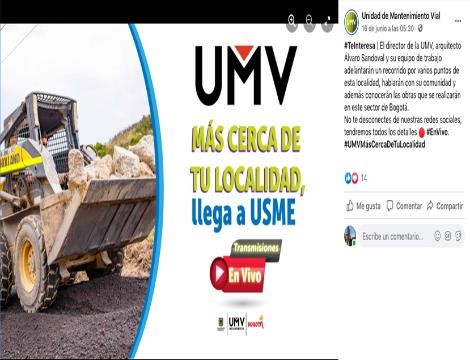 UMV
MÁS CERCA DE
TU LOCALIDAD,
llega a USME
Transmisiones
En Vivo
UMV
BOGOTÁ
Unidad de Mantenimiento Vial
16 de junio a las 05:30
#TeInteresa | El director de la UMV, arquitecto
Álvaro Sandoval y su equipo de trabajo
adelantarán un recorrido por varios puntos de
esta localidad, hablarán con su comunidad y
además conocerán las obras que se realizarán
en este sector de Bogotá.
No te desconectes de nuestras redes sociales,
tendremos todos los detalles 🔴 #EnVivo.
#UMVMásCercaDeTuLocalidad
14
Me gusta
Comentar
Compartir
Escribe un comentario...